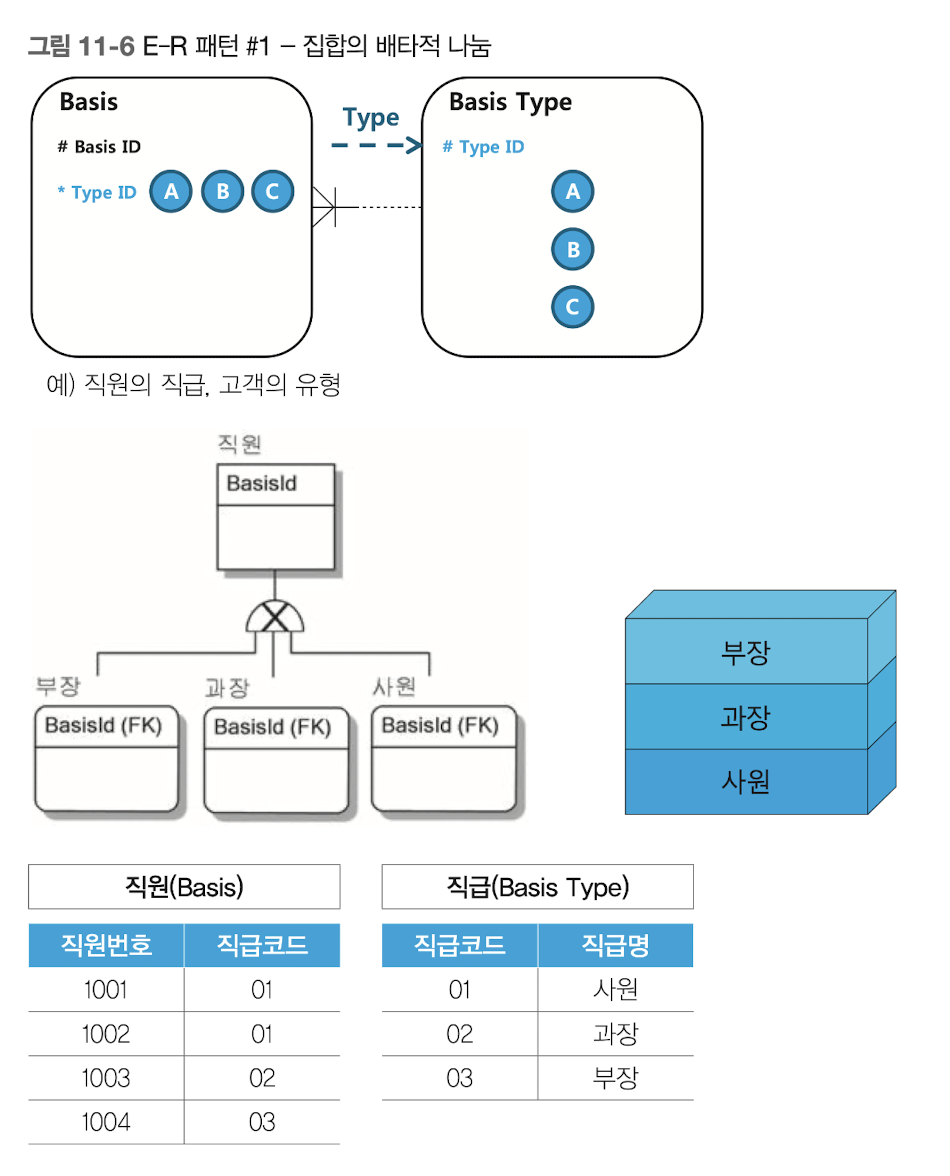 그림 11-6 E-R 패턴 #1 – 집합의 배타적 나눔
Basis
# Basis ID
* Type ID A B C
Type
Basis Type
# Type ID
A
B
C
예) 직원의 직급, 고객의 유형
직원
BasisId
부장
BasisId (FK)
과장
BasisId (FK)
사원
BasisId (FK)
부장
과장
사원
직원(Basis)
직원번호 직급코드
1001 01
1002 01
1003 02
1004 03
직급(Basis Type)
직급코드 직급명
01 사원
02 과장
03 부장